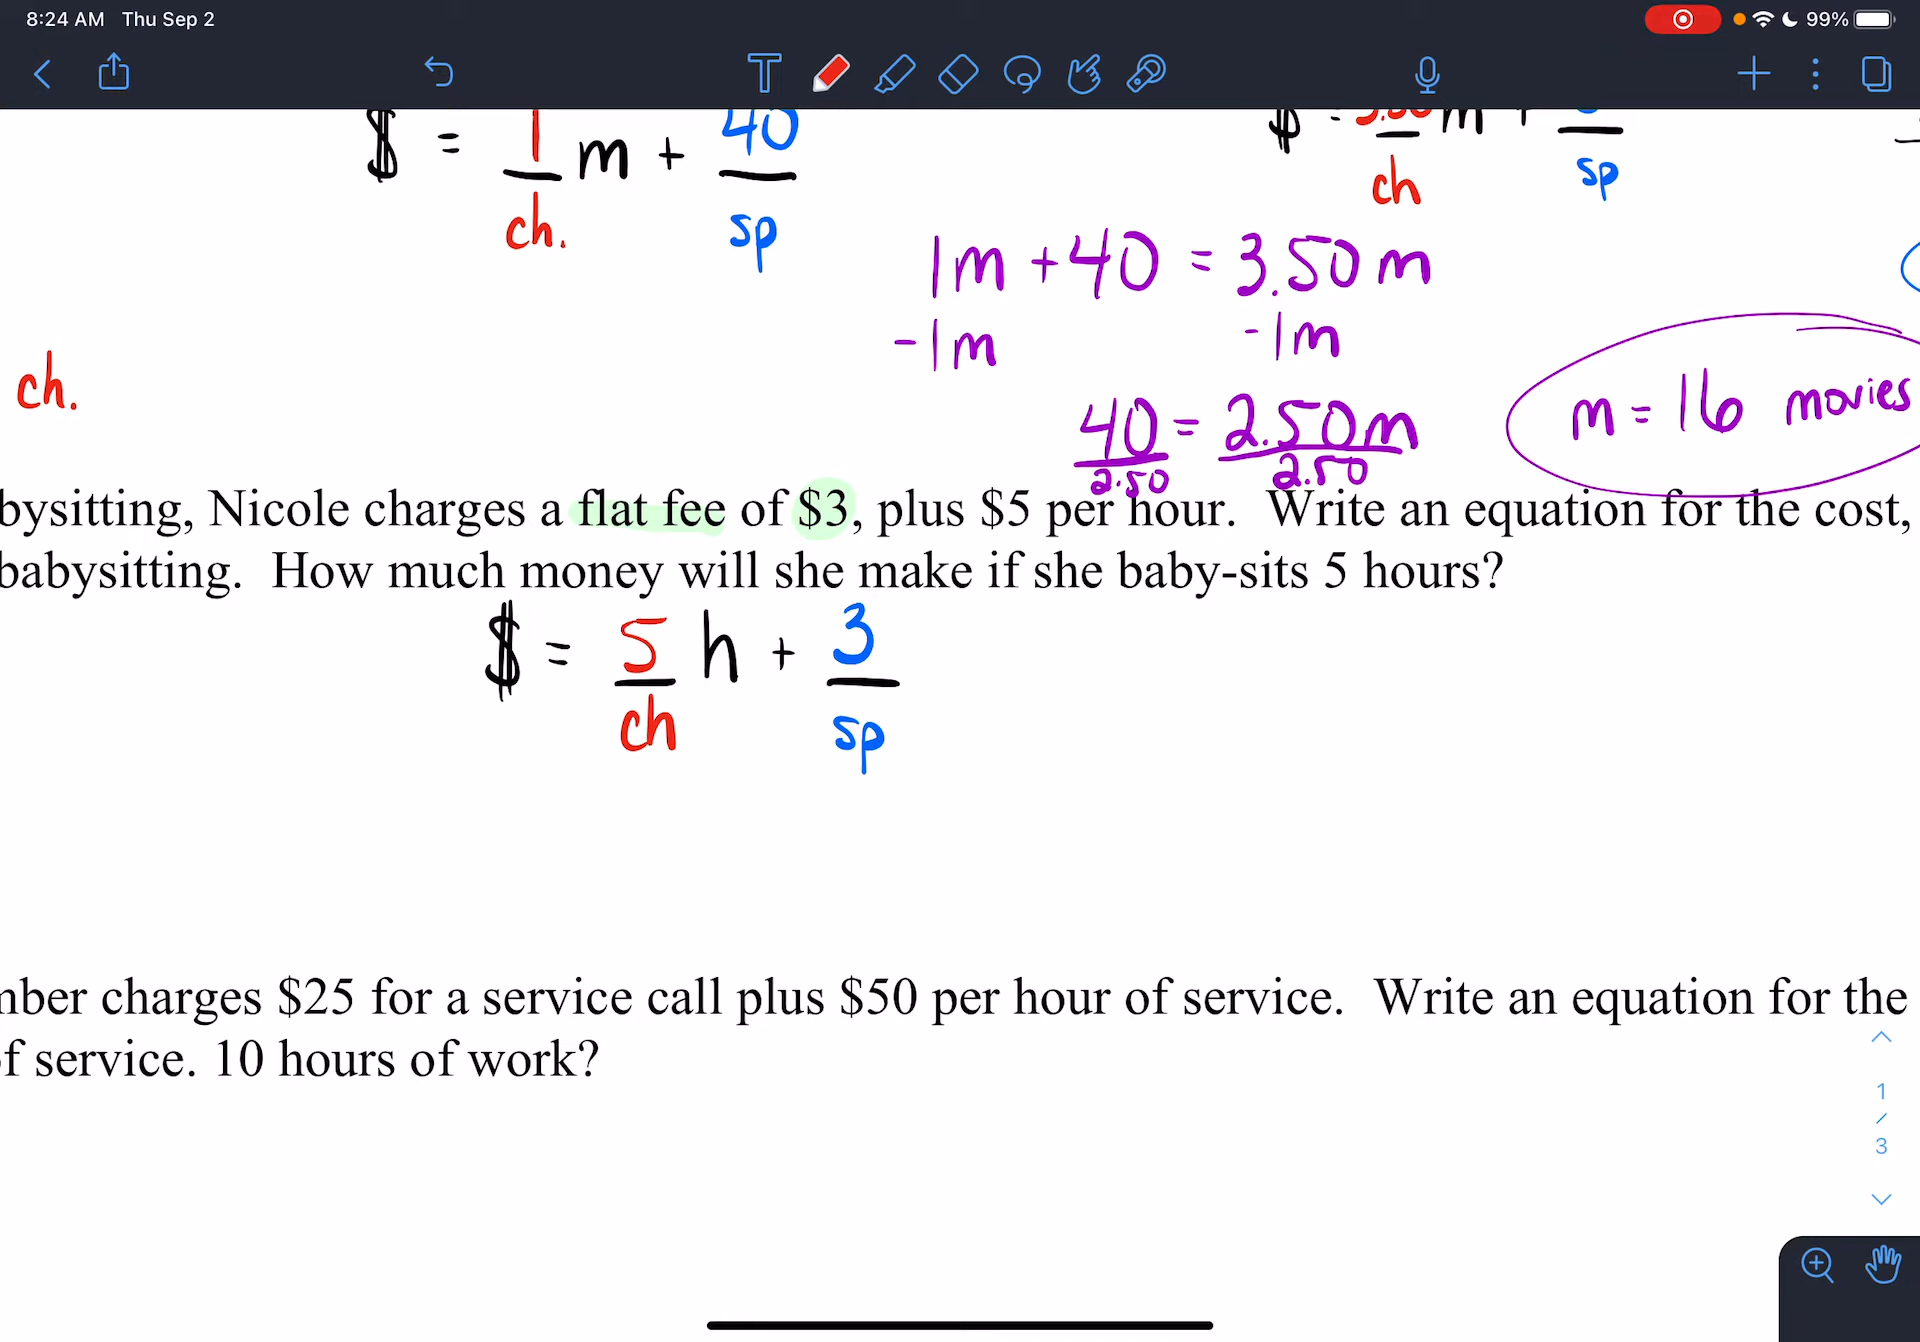 8:24 AM Thu Sep 2
99%
$ = 1 m + 40
ch.
sp
m +
ch
sp
1m + 40 = 3.50m
-1m -1m
ch.
40 = 2.50m
2.50 2.50
m = 16 movies
bysitting, Nicole charges a flat fee of $3, plus $5 per hour. Write an equation for the cost,
babysitting. How much money will she make if she baby-sits 5 hours?
$ = 5 h + 3
ch sp
mber charges $25 for a service call plus $50 per hour of service. Write an equation for the
of service. 10 hours of work?
1
/
3